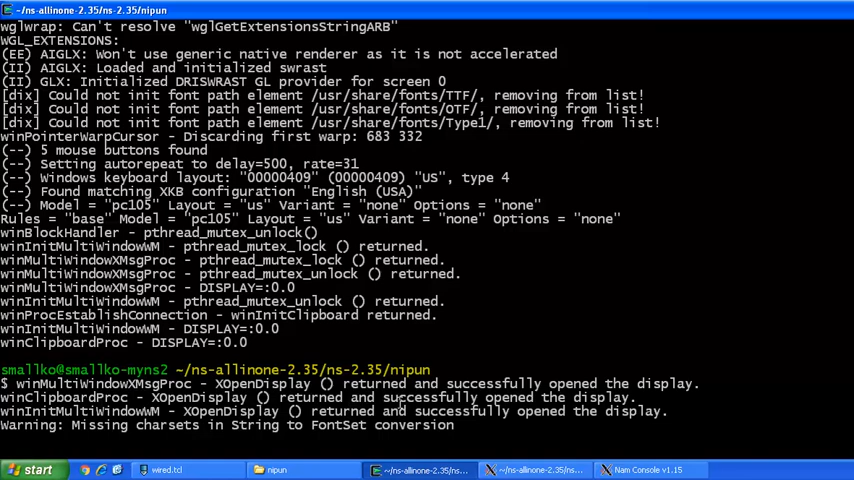 ~/ns-allinone-2.35/nipun
wglwrap: Can't resolve "wglGetExtensionsStringARB"
WGL_EXTENSIONS:
(EE) AIGLX: Won't use generic native renderer as it is not accelerated
(II) AIGLX: Loaded and initialized swrast
(II) GLX: Initialized DRISWRAST GL provider for screen 0
[dix] Could not init font path element /usr/share/fonts/TTF/, removing from list!
[dix] Could not init font path element /usr/share/fonts/OTF/, removing from list!
[dix] Could not init font path element /usr/share/fonts/Type1/, removing from list!
winPointerWarpCursor - Discarding first warp: 683 332
(--) 5 mouse buttons found
(--) Setting autorepeat to delay=500, rate=31
(--) Windows keyboard layout: "00000409" (00000409) "US", type 4
(--) Found matching XKB configuration "English (USA)"
(--) Model = "pc105" Layout = "us" Variant = "none" Options = "none"
Rules = "base" Model = "pc105" Layout = "us" Variant = "none" Options = "none"
winBlockHandler - pthread_mutex_unlock()
winInitMultiWindowWM - pthread_mutex_lock () returned.
winMultiWindowXMsgProc - pthread_mutex_lock () returned.
winMultiWindowXMsgProc - pthread_mutex_unlock () returned.
winMultiWindowXMsgProc - DISPLAY=:0.0
winInitMultiWindowWM - pthread_mutex_unlock () returned.
winProcEstablishConnection - winInitClipboard returned.
winInitMultiWindowWM - DISPLAY=:0.0
winClipboardProc - DISPLAY=:0.0
smallko@smallko-myns2 ~/ns-allinone-2.35/ns-2.35/nipun
$ winMultiWindowXMsgProc - XOpenDisplay () returned and successfully opened the display.
winClipboardProc - XOpenDisplay () returned and successfully opened the display.
winInitMultiWindowWM - XOpenDisplay () returned and successfully opened the display.
Warning: Missing charsets in String to FontSet conversion
start wired.tcl nipun ~/ns-allinone-2.35/ns... ~/ns-allinone-2.35/ns... Nam Console v1.15